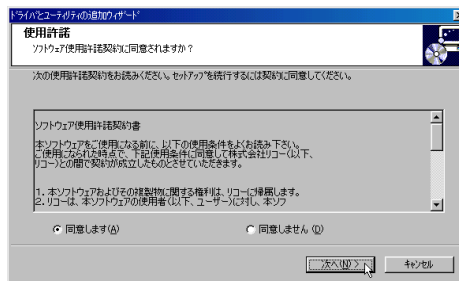 ドライバとユーティリティの追加ウィザード
使用許諾
ソフトウェア使用許諾契約に同意されますか？
次の使用許諾契約をお読みください。セットアップを続行するには契約に同意してください。
ソフトウェア使用許諾契約書
本ソフトウェアをご使用になる前に、以下の使用条件をよくお読み下さい。
ご使用になられた時点で、下記使用条件に同意して株式会社リコー（以下、
リコー）との間で契約が成立したものとさせていただきます。
1. 本ソフトウェアおよびその複製物に関する権利は、リコーに帰属します。
2. リコーは、本ソフトウェアの使用者（以下、ユーザー）に対し、本ソフ
同意します(A)
同意しません (D)
次へ(N) >
キャンセル